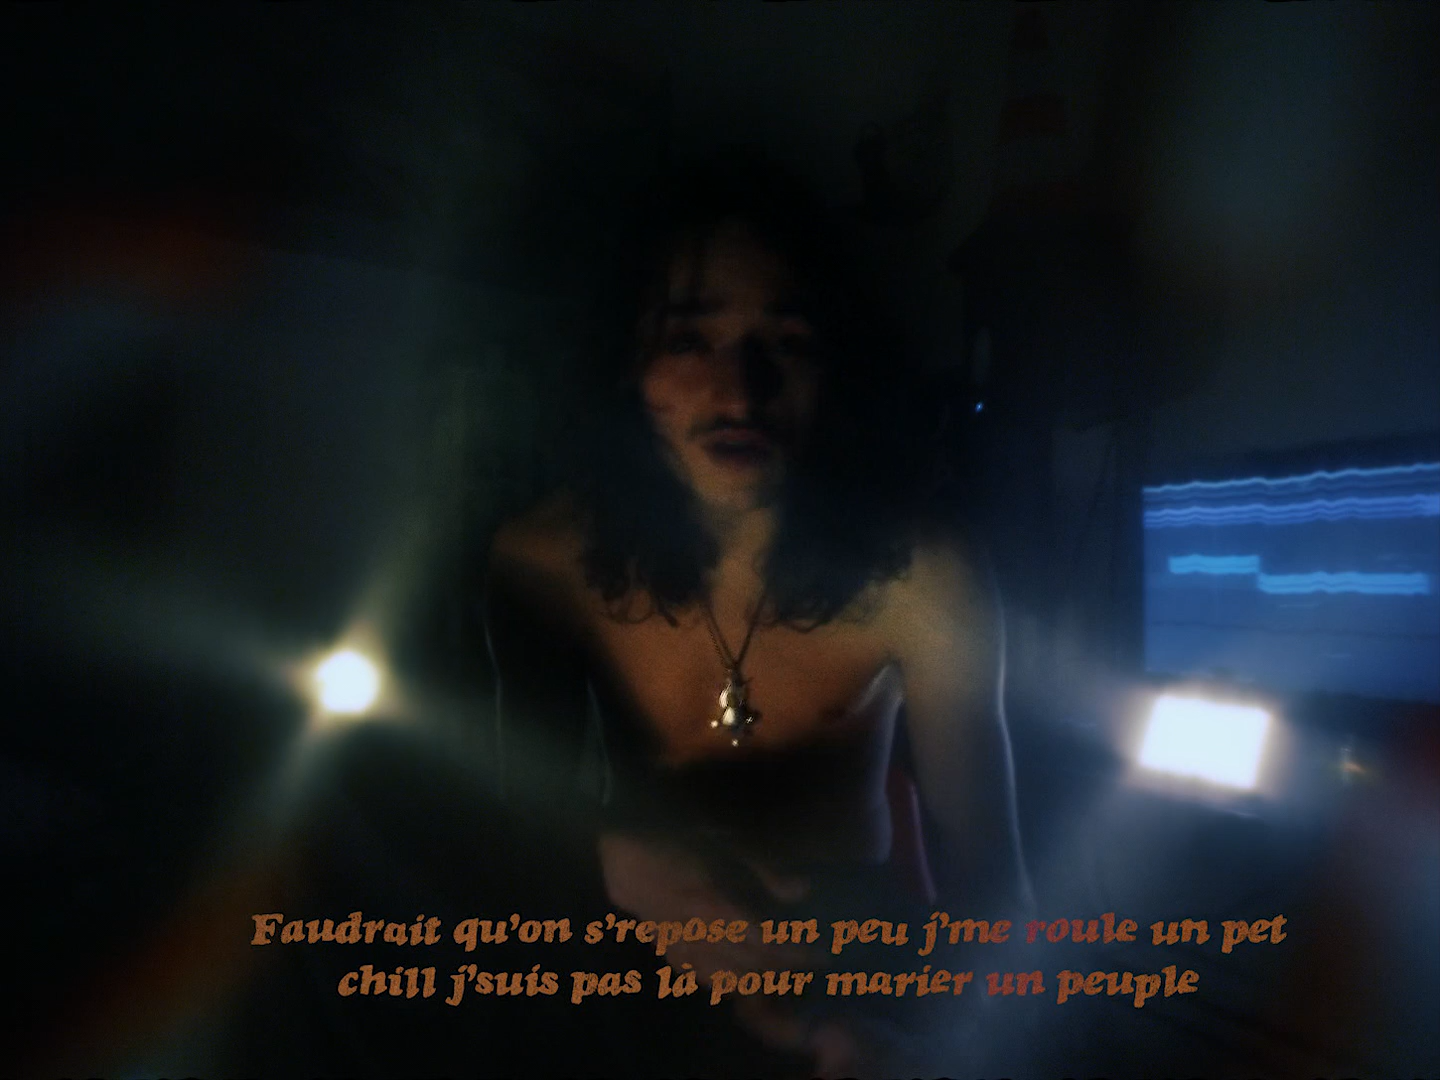 Faudrait qu'on s'repose un peu j'me roule un pet
chill j'suis pas là pour marier un peuple